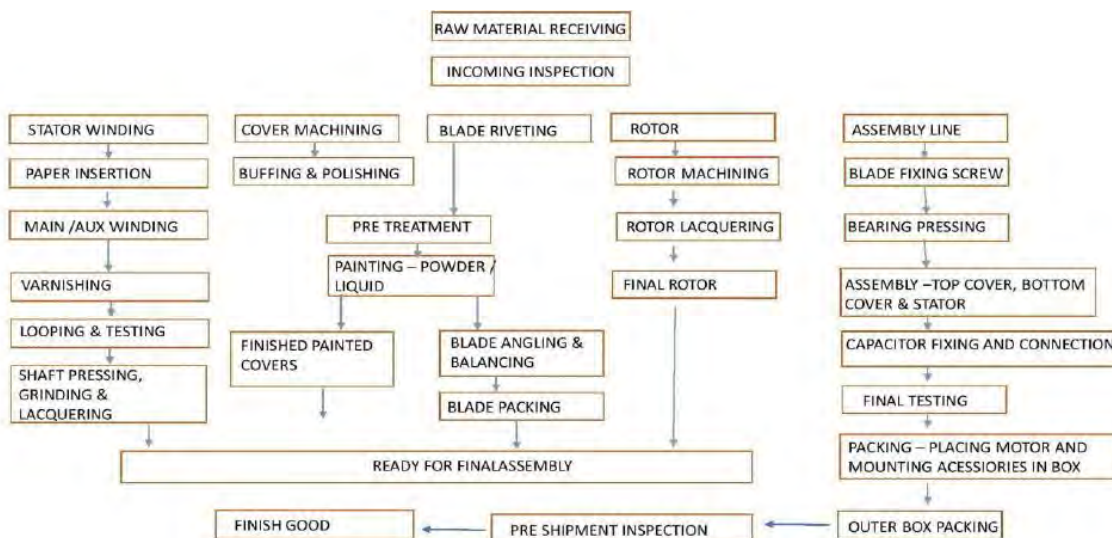 RAW MATERIAL RECEIVING
INCOMING INSPECTION
STATOR WINDING
PAPER INSERTION
MAIN /AUX WINDING
VARNISHING
LOOPING & TESTING
SHAFT PRESSING,
GRINDING &
LACQUERING
COVER MACHINING
BUFFING & POLISHING
BLADE RIVETING
PRE TREATMENT
PAINTING – POWDER /
LIQUID
FINISHED PAINTED
COVERS
BLADE ANGLING &
BALANCING
BLADE PACKING
ROTOR
ROTOR MACHINING
ROTOR LACQUERING
FINAL ROTOR
READY FOR FINALASSEMBLY
ASSEMBLY LINE
BLADE FIXING SCREW
BEARING PRESSING
ASSEMBLY –TOP COVER, BOTTOM
COVER & STATOR
CAPACITOR FIXING AND CONNECTION
FINAL TESTING
PACKING – PLACING MOTOR AND
MOUNTING ACESSIORIES IN BOX
OUTER BOX PACKING
PRE SHIPMENT INSPECTION
FINISH GOOD